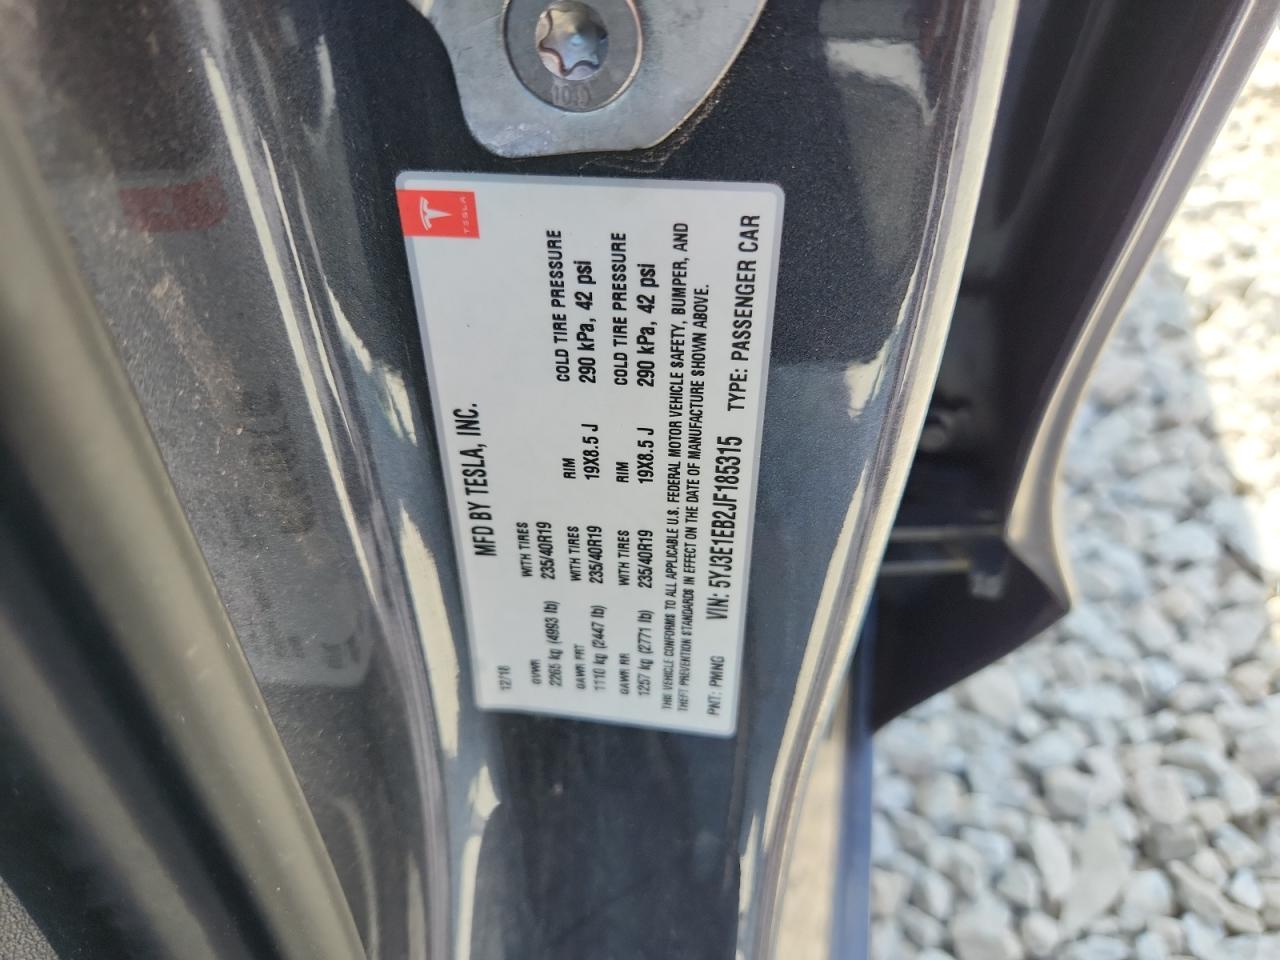 TESLA
MFD BY TESLA, INC.
12/18
GVWR WITH TIRES RIM COLD TIRE PRESSURE
2265 kg (4993 lb) 235/40R19
GAWR FRT WITH TIRES RIM COLD TIRE PRESSURE
1110 kg (2447 lb) 235/40R19 19X8.5 J 290 kPa, 42 psi
GAWR RR WITH TIRES RIM COLD TIRE PRESSURE
1257 kg (2771 lb) 235/40R19 19X8.5 J 290 kPa, 42 psi
THIS VEHICLE CONFORMS TO ALL APPLICABLE U.S. FEDERAL MOTOR VEHICLE SAFETY, BUMPER, AND
THEFT PREVENTION STANDARDS IN EFFECT ON THE DATE OF MANUFACTURE SHOWN ABOVE.
PNT: PMNG VIN: 5YJ3E1EB2JF185315 TYPE: PASSENGER CAR